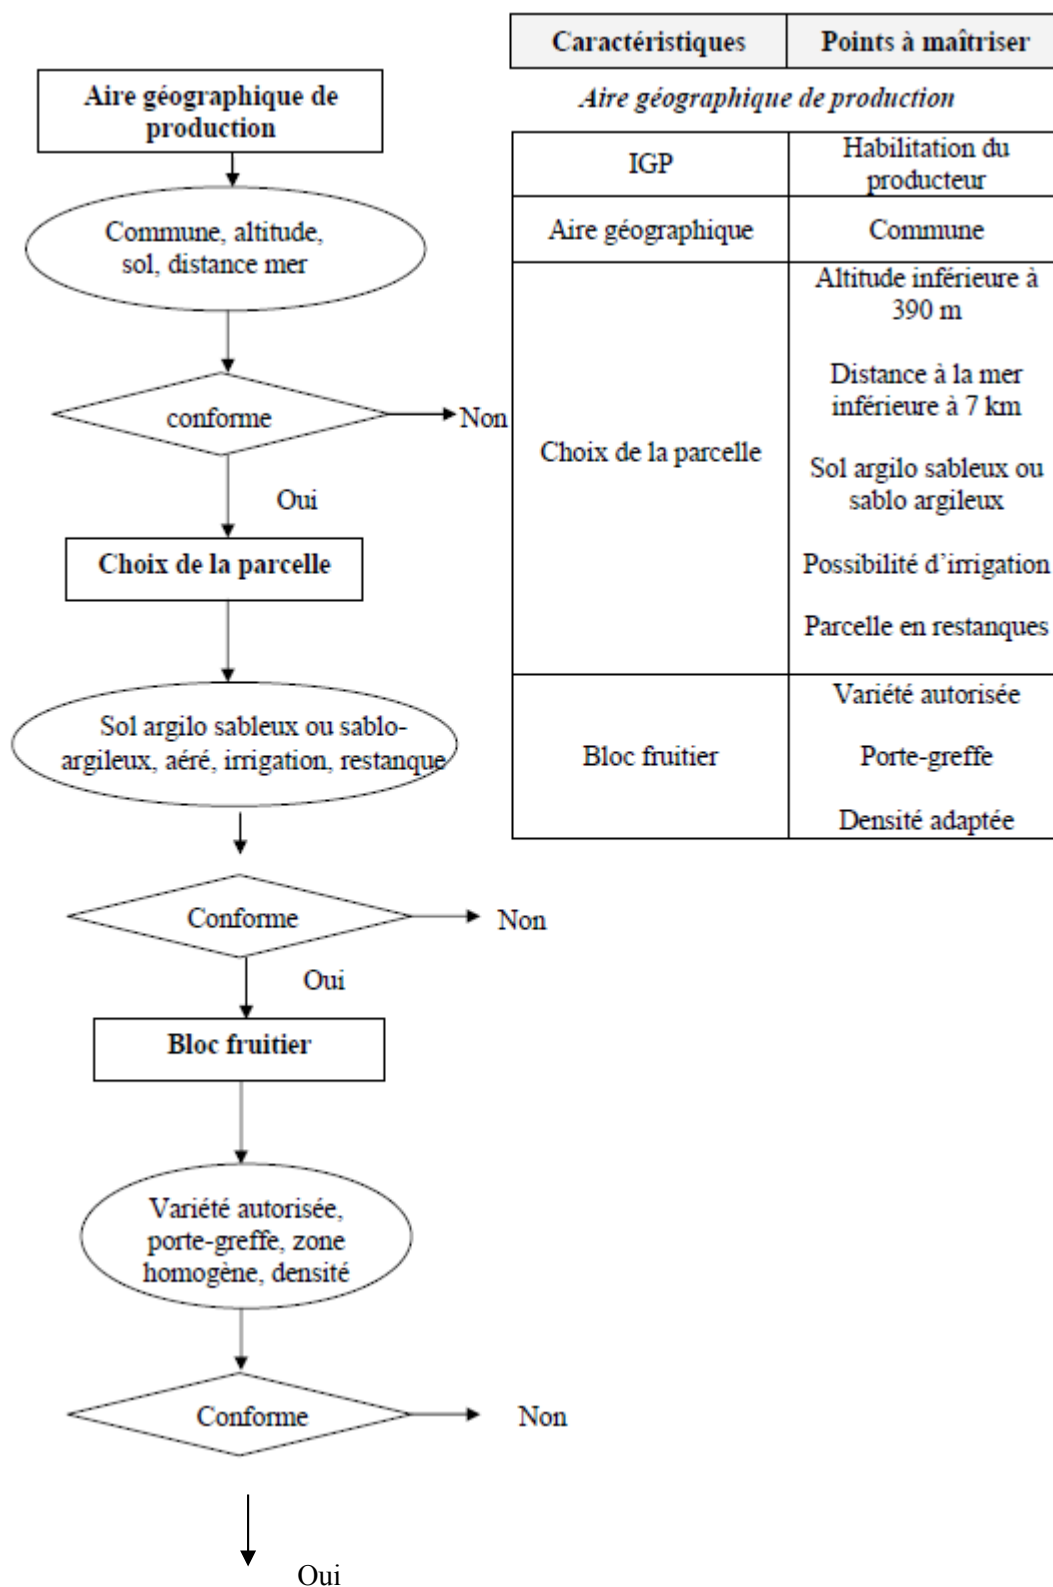 Aire géographique de
production
Commune, altitude,
sol, distance mer
conforme
Non
Oui
Choix de la parcelle
Sol argilo sableux ou sablo-
argileux, aéré, irrigation, restanque
Conforme
Non
Oui
Bloc fruitier
Variété autorisée,
porte-greffe, zone
homogène, densité
Conforme
Non
Oui
Caractéristiques
Points à maîtriser
Aire géographique de production
IGP
Habilitation du
producteur
Aire géographique
Commune
Choix de la parcelle
Altitude inférieure à
390 m
Distance à la mer
inférieure à 7 km
Sol argilo sableux ou
sablo argileux
Possibilité d'irrigation
Parcelle en restanques
Bloc fruitier
Variété autorisée
Porte-greffe
Densité adaptée